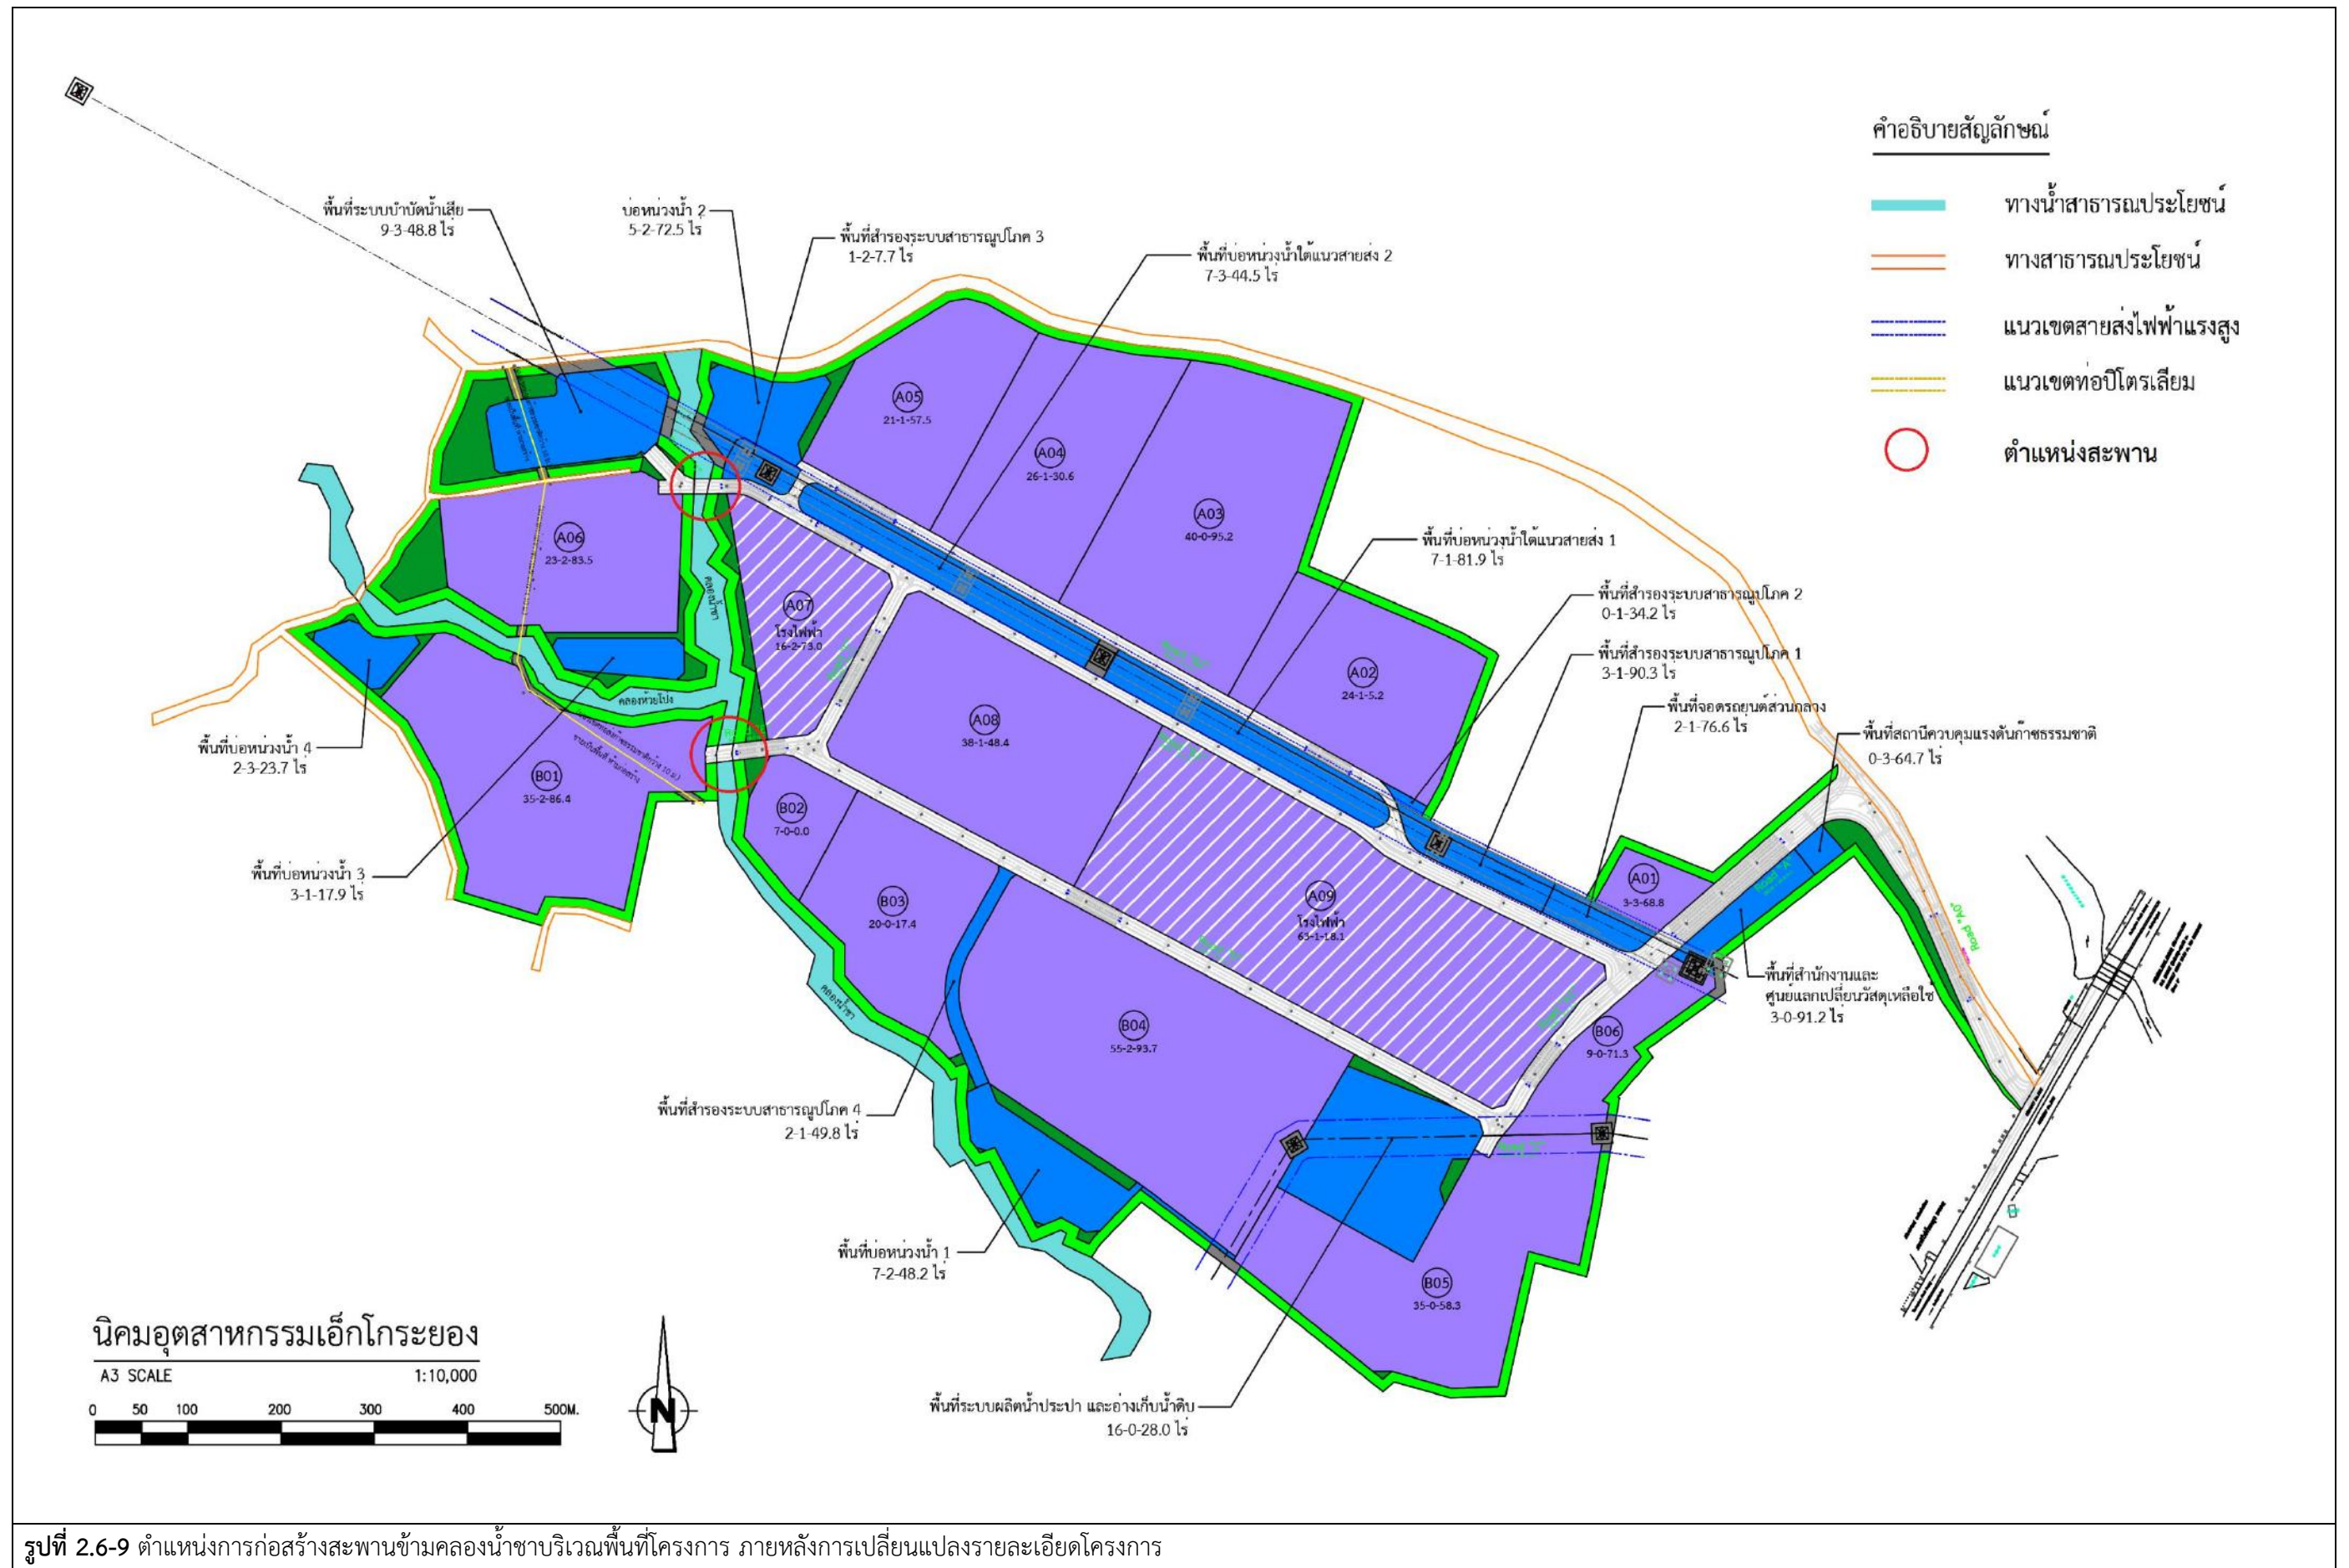 คำอธิบายสัญลักษณ์
ทางน้ำสาธารณประโยชน์
ทางสาธารณประโยชน์
แนวเขตสายส่งไฟฟ้าแรงสูง
แนวเขตท่อปิโตรเลียม
ตำแหน่งสะพาน
พื้นที่ระบบบำบัดน้ำเสีย
9-3-48.8 ไร่
บ่อหน่วงน้ำ 2
5-2-72.5 ไร่
พื้นที่สำรองระบบสาธารณูปโภค 3
1-2-7.7 ไร่
พื้นที่บ่อหน่วงน้ำใต้แนวสายส่ง 2
7-3-44.5 ไร่
A05
21-1-57.5
A04
26-1-30.6
A03
40-0-95.2
พื้นที่บ่อหน่วงน้ำใต้แนวสายส่ง 1
7-1-81.9 ไร่
พื้นที่สำรองระบบสาธารณูปโภค 2
0-1-34.2 ไร่
พื้นที่สำรองระบบสาธารณูปโภค 1
3-1-90.3 ไร่
พื้นที่จอดรถยนต์ส่วนกลาง
2-1-76.6 ไร่
พื้นที่สถานีควบคุมแรงดันก๊าซธรรมชาติ
0-3-64.7 ไร่
A06
23-2-83.5
คลองน้ำชา
A07
โรงไฟฟ้า
16-2-73.0
A02
24-1-5.2
คลองห้วยโป่ง
A08
38-1-48.4
พื้นที่บ่อหน่วงน้ำ 4
2-3-23.7 ไร่
B01
35-2-86.4
B02
7-0-0.0
A01
3-3-68.8
พื้นที่บ่อหน่วงน้ำ 3
3-1-17.9 ไร่
B03
20-0-17.4
A09
โรงไฟฟ้า
63-1-18.1
Road "A0"
คลองน้ำชา
พื้นที่สำนักงานและ
ศูนย์แลกเปลี่ยนวัสดุเหลือใช้
3-0-91.2 ไร่
B04
55-2-93.7
B06
9-0-71.3
พื้นที่สำรองระบบสาธารณูปโภค 4
2-1-49.8 ไร่
พื้นที่บ่อหน่วงน้ำ 1
7-2-48.2 ไร่
B05
35-0-58.3
พื้นที่ระบบผลิตน้ำประปา และอ่างเก็บน้ำดิบ
16-0-28.0 ไร่
นิคมอุตสาหกรรมเอ็กโกระยอง
A3 SCALE 1:10,000
0 50 100 200 300 400 500M.
N
รูปที่ 2.6-9 ตำแหน่งการก่อสร้างสะพานข้ามคลองน้ำชาบริเวณพื้นที่โครงการ ภายหลังการเปลี่ยนแปลงรายละเอียดโครงการ